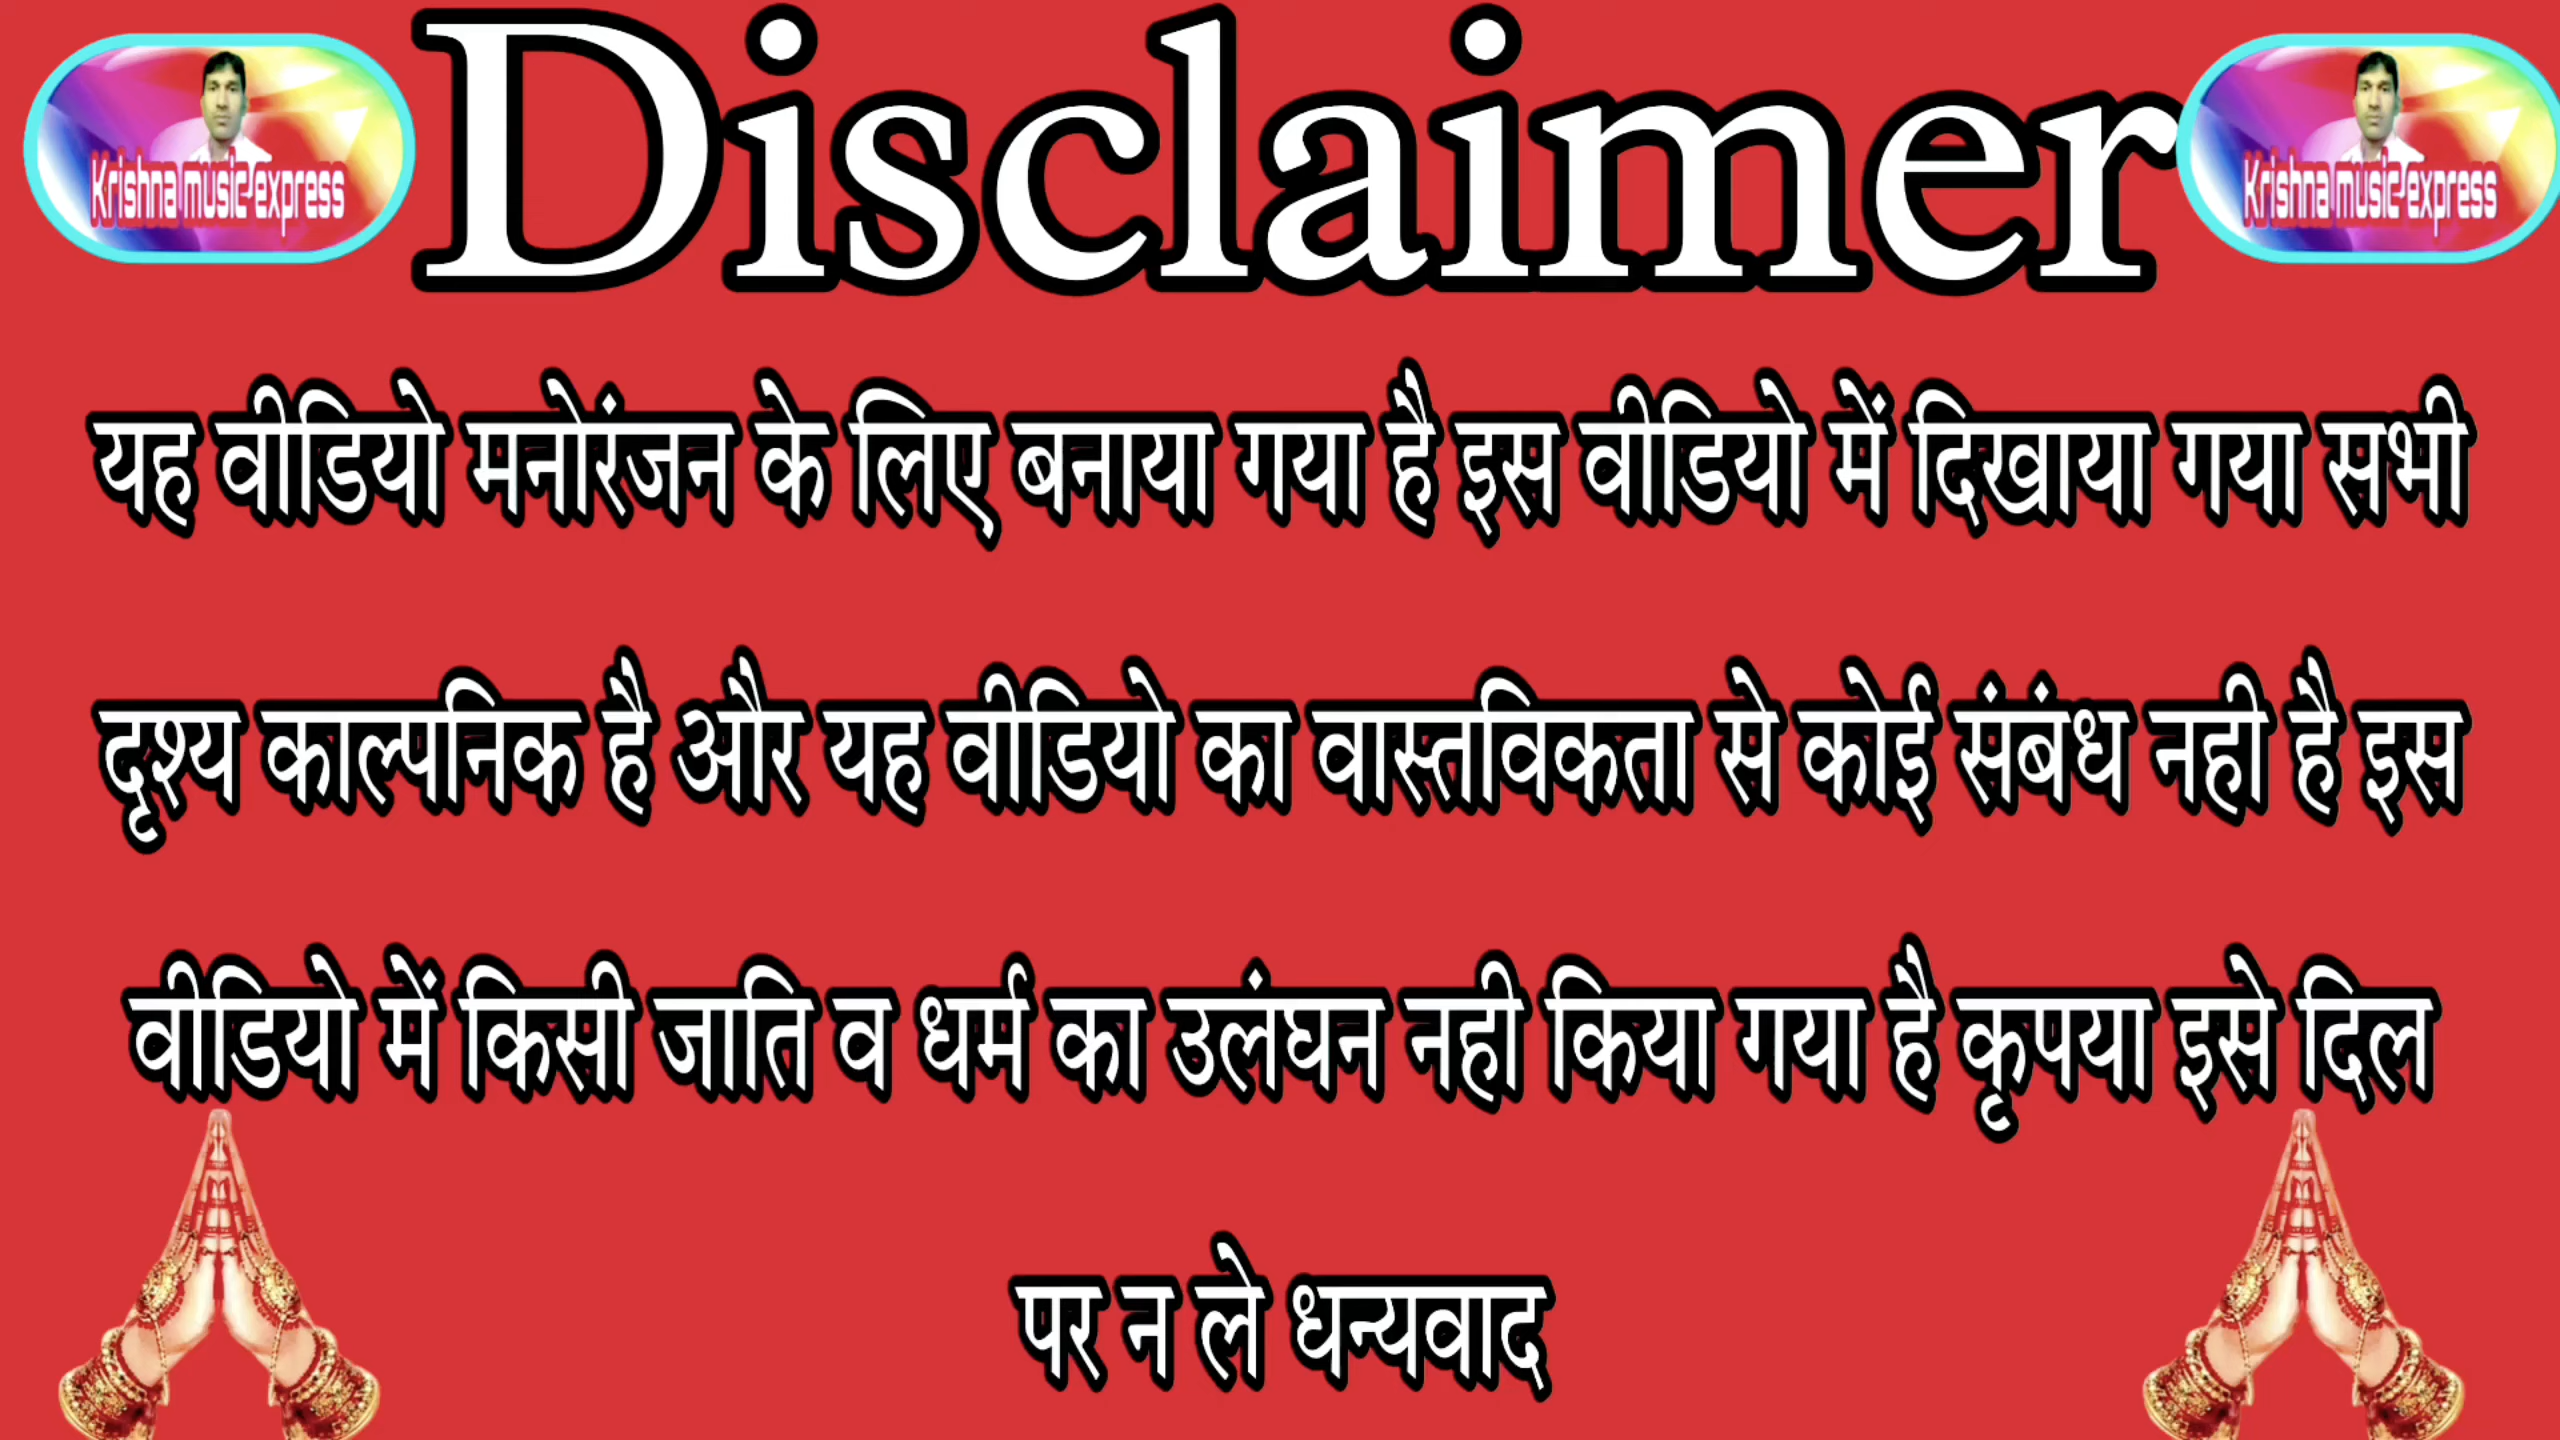 Disclaimer
Krishna music express
Krishna music express
यह वीडियो मनोरंजन के लिए बनाया गया है इस वीडियो में दिखाया गया सभी
दृश्य काल्पनिक है और यह वीडियो का वास्तविकता से कोई संबंध नही है इस
वीडियो में किसी जाति व धर्म का उलंघन नही किया गया है कृपया इसे दिल
पर न ले धन्यवाद